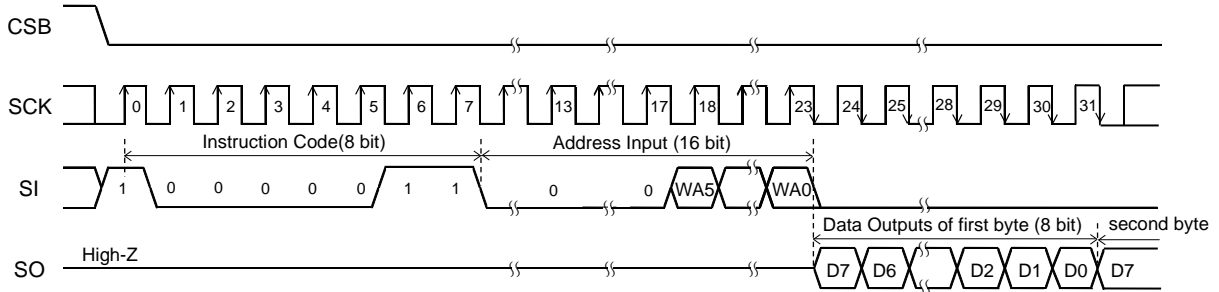 CSB
SCK 0 1 2 3 4 5 6 7 13 17 18 23 24 25 28 29 30 31
Instruction Code(8 bit) Address Input (16 bit)
SI 1 0 0 0 0 0 1 1 0 0 WA5 WA0
Data Outputs of first byte (8 bit) second byte
High-Z
SO D7 D6 D2 D1 D0 D7